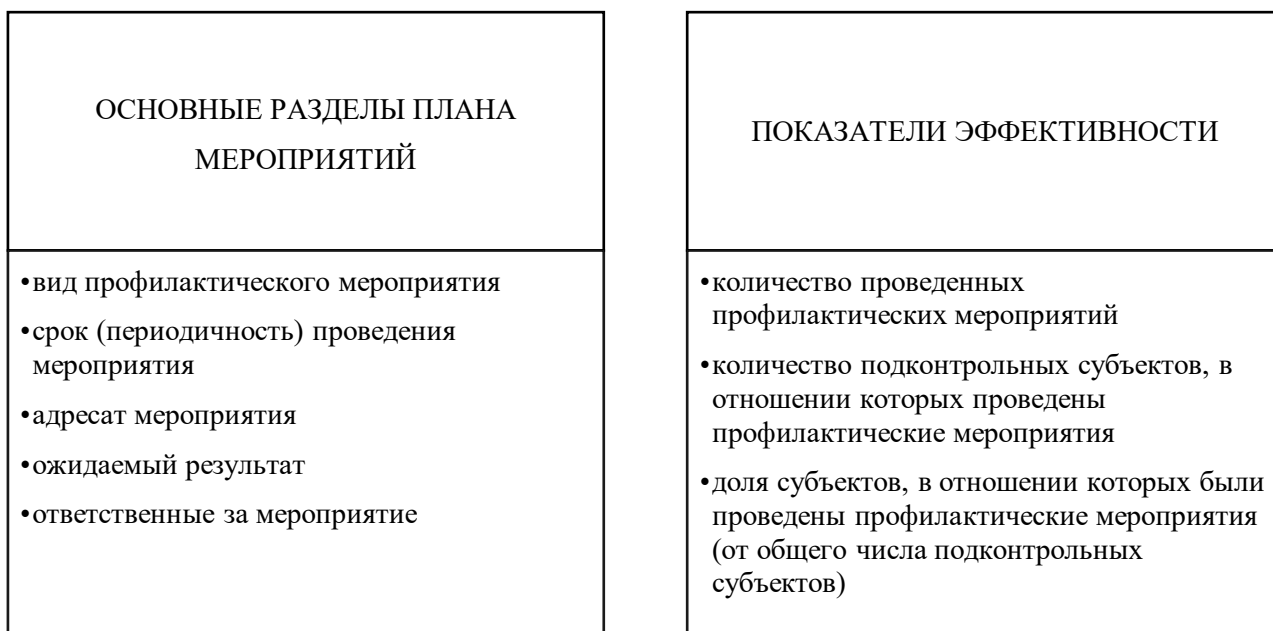 ОСНОВНЫЕ РАЗДЕЛЫ ПЛАНА
МЕРОПРИЯТИЙ
•вид профилактического мероприятия
•срок (периодичность) проведения
мероприятия
•адресат мероприятия
•ожидаемый результат
•ответственные за мероприятие
ПОКАЗАТЕЛИ ЭФФЕКТИВНОСТИ
•количество проведенных
профилактических мероприятий
•количество подконтрольных субъектов, в
отношении которых проведены
профилактические мероприятия
•доля субъектов, в отношении которых были
проведены профилактические мероприятия
(от общего числа подконтрольных
субъектов)